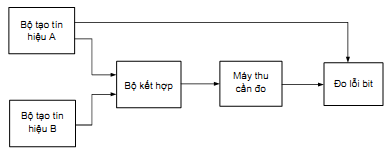 Bộ tạo tín
hiệu A
Bộ kết hợp
Máy thu
cần đo
Đo lỗi bit
Bộ tạo tín
hiệu B